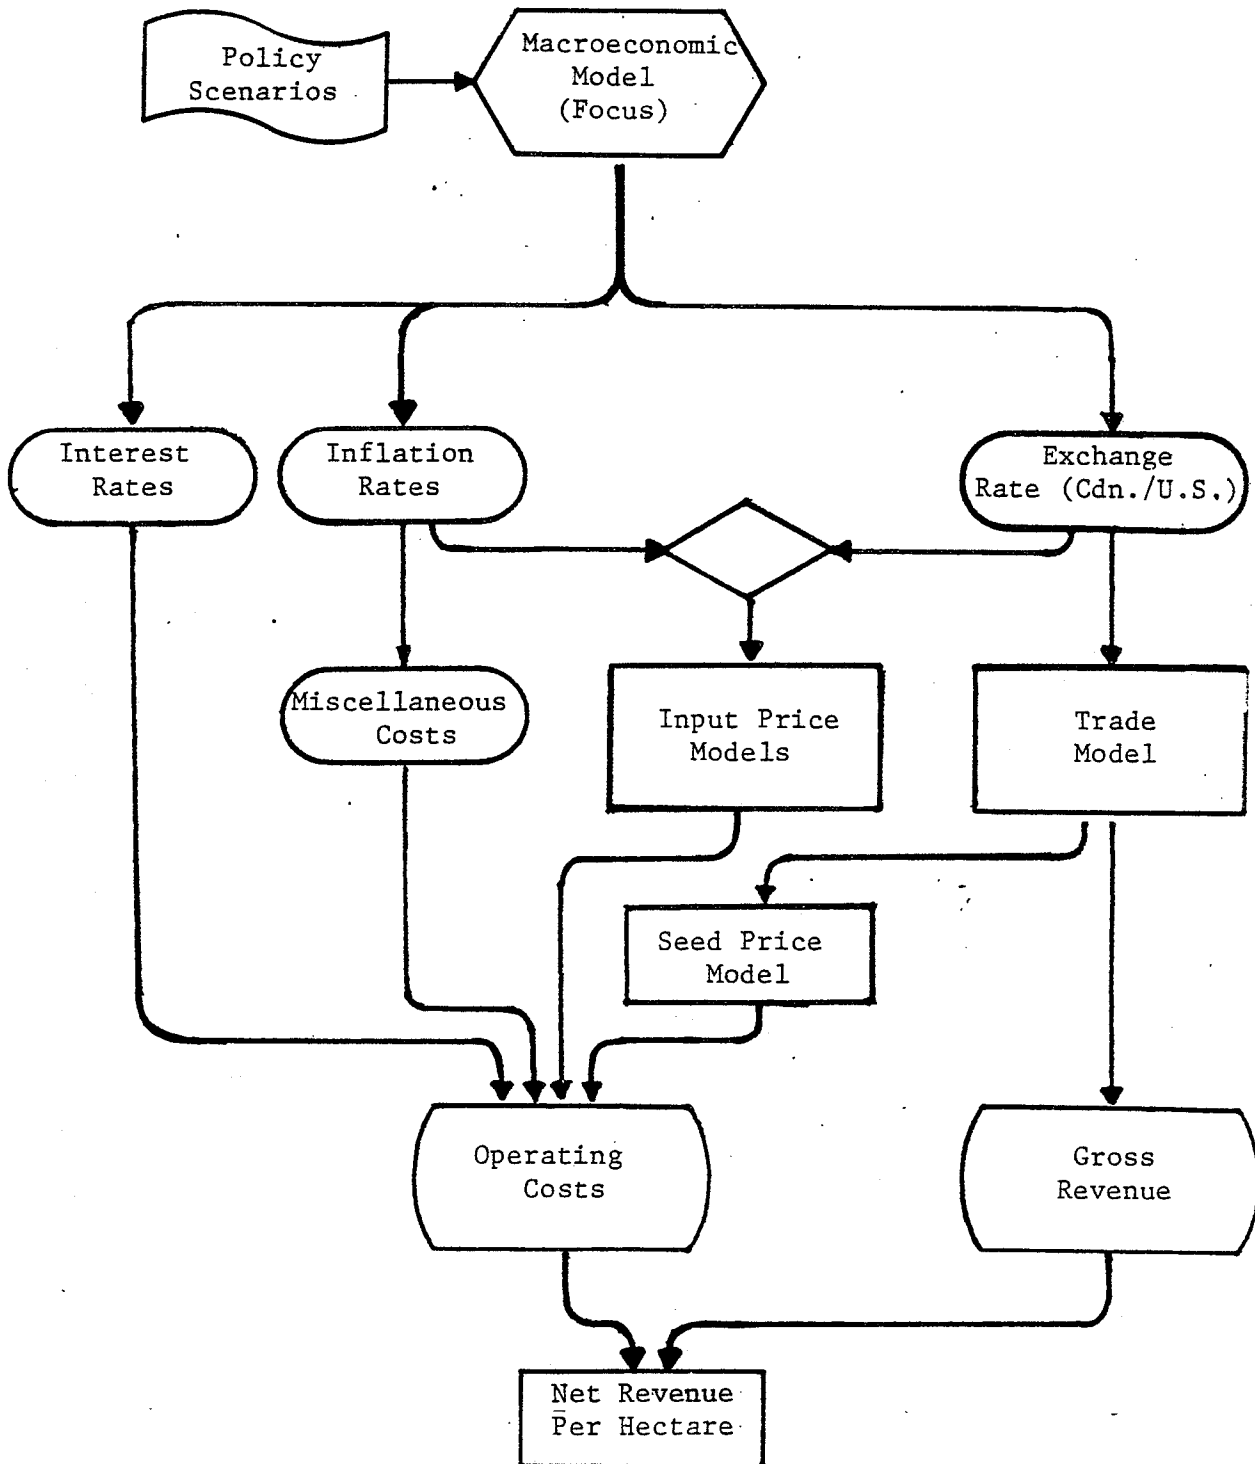 Policy
Scenarios
Macroeconomic
Model
(Focus)
Interest
Rates
Inflation
Rates
Exchange
Rate (Cdn./U.S.)
Miscellaneous
Costs
Input Price
Models
Trade
Model
Seed Price
Model
Operating
Costs
Gross
Revenue
Net Revenue
Per Hectare